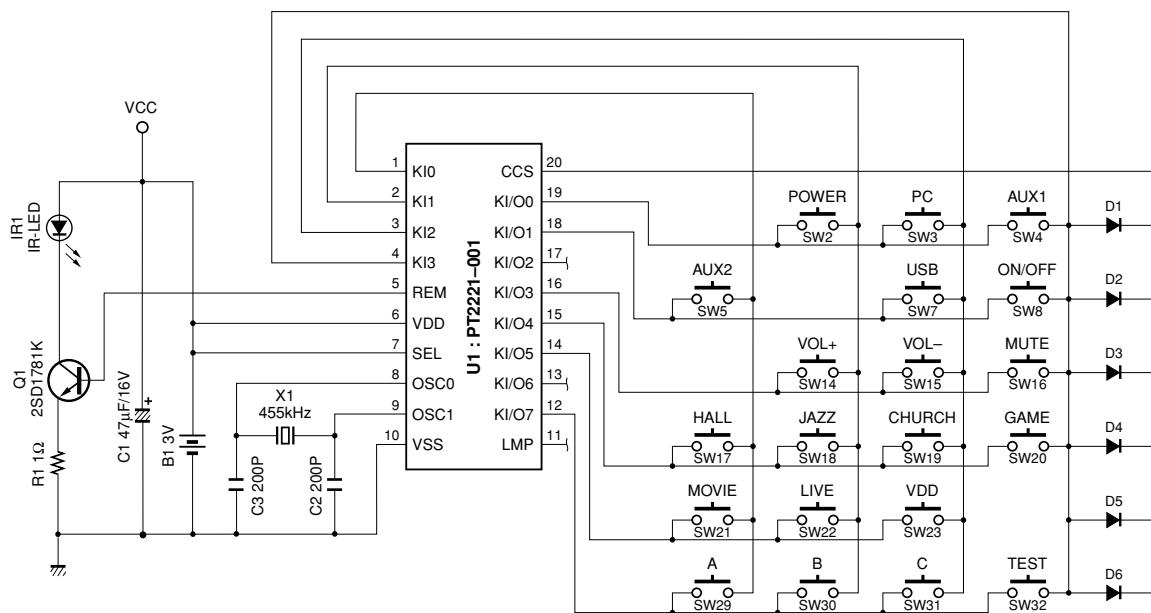 VCC
IR1
IR-LED
Q1
2SD1781K
R1 1Ω
C1 47µF/16V
+
B1 3V
X1
455kHz
C3 200P
C2 200P
U1 : PT2221–001
1 KI0
2 KI1
3 KI2
4 KI3
5 REM
6 VDD
7 SEL
8 OSC0
9 OSC1
10 VSS
CCS 20
KI/O0 19
KI/O1 18
KI/O2 17
KI/O3 16
KI/O4 15
KI/O5 14
KI/O6 13
KI/O7 12
LMP 11
POWER PC AUX1 D1
SW2 SW3 SW4
AUX2 USB ON/OFF D2
SW5 SW7 SW8
VOL+ VOL– MUTE D3
SW14 SW15 SW16
HALL JAZZ CHURCH GAME D4
SW17 SW18 SW19 SW20
MOVIE LIVE VDD D5
SW21 SW22 SW23
A B C TEST D6
SW29 SW30 SW31 SW32